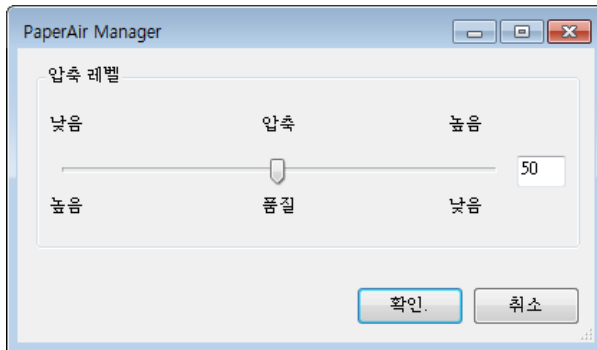 PaperAir Manager
압축 레벨
낮음 압축 높음
50
높음 품질 낮음
확인. 취소